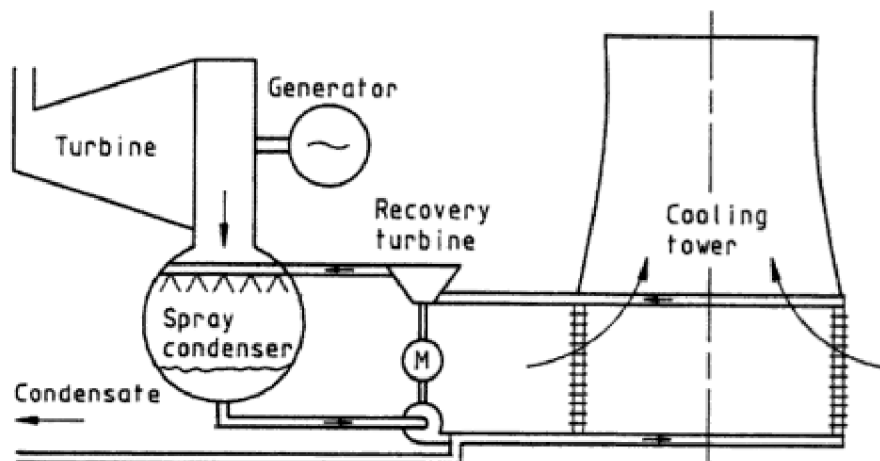 Generator
Turbine
Recovery
turbine
Cooling
tower
Spray
condenser
M
Condensate